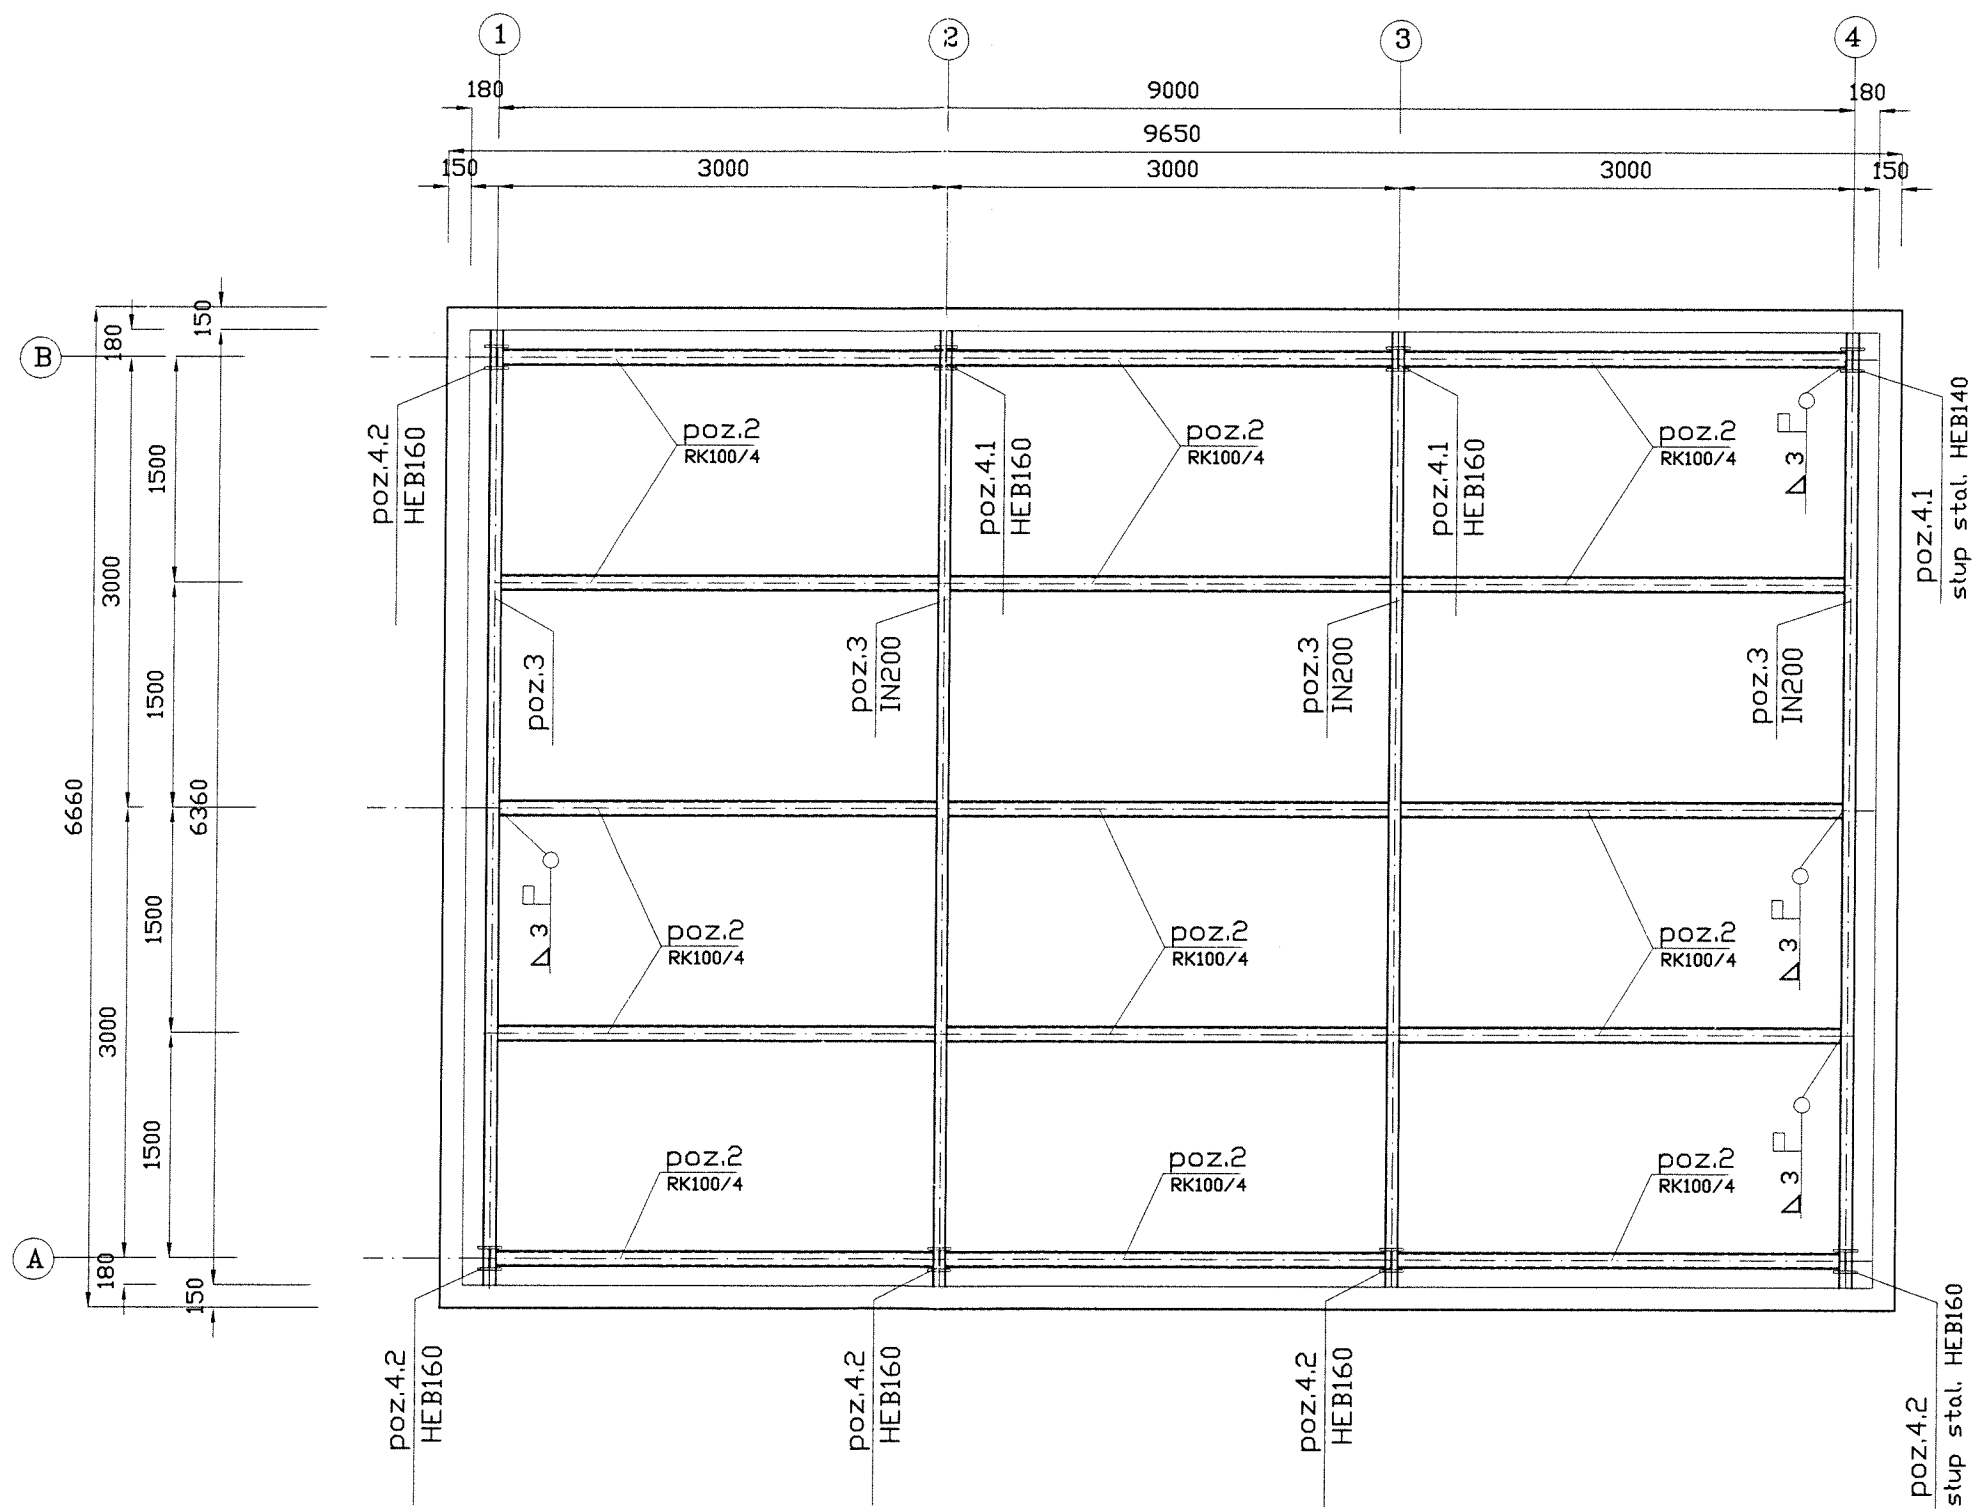 1
2
3
4
180
9000
180
9650
150
3000
3000
3000
150
B
180
150
1500
3000
1500
6660
6360
1500
3000
1500
A
180
150
poz.4.2
HEB160
poz.2
RK100/4
poz.4.1
HEB160
poz.2
RK100/4
poz.4.1
HEB160
poz.2
RK100/4
3
poz.4.1
stup stal. HEB140
poz.3
poz.3
IN200
poz.3
IN200
poz.3
IN200
3
poz.2
RK100/4
poz.2
RK100/4
poz.2
RK100/4
3
poz.2
RK100/4
poz.2
RK100/4
poz.2
RK100/4
3
poz.4.2
HEB160
poz.4.2
HEB160
poz.4.2
HEB160
poz.4.2
stup stal. HEB160